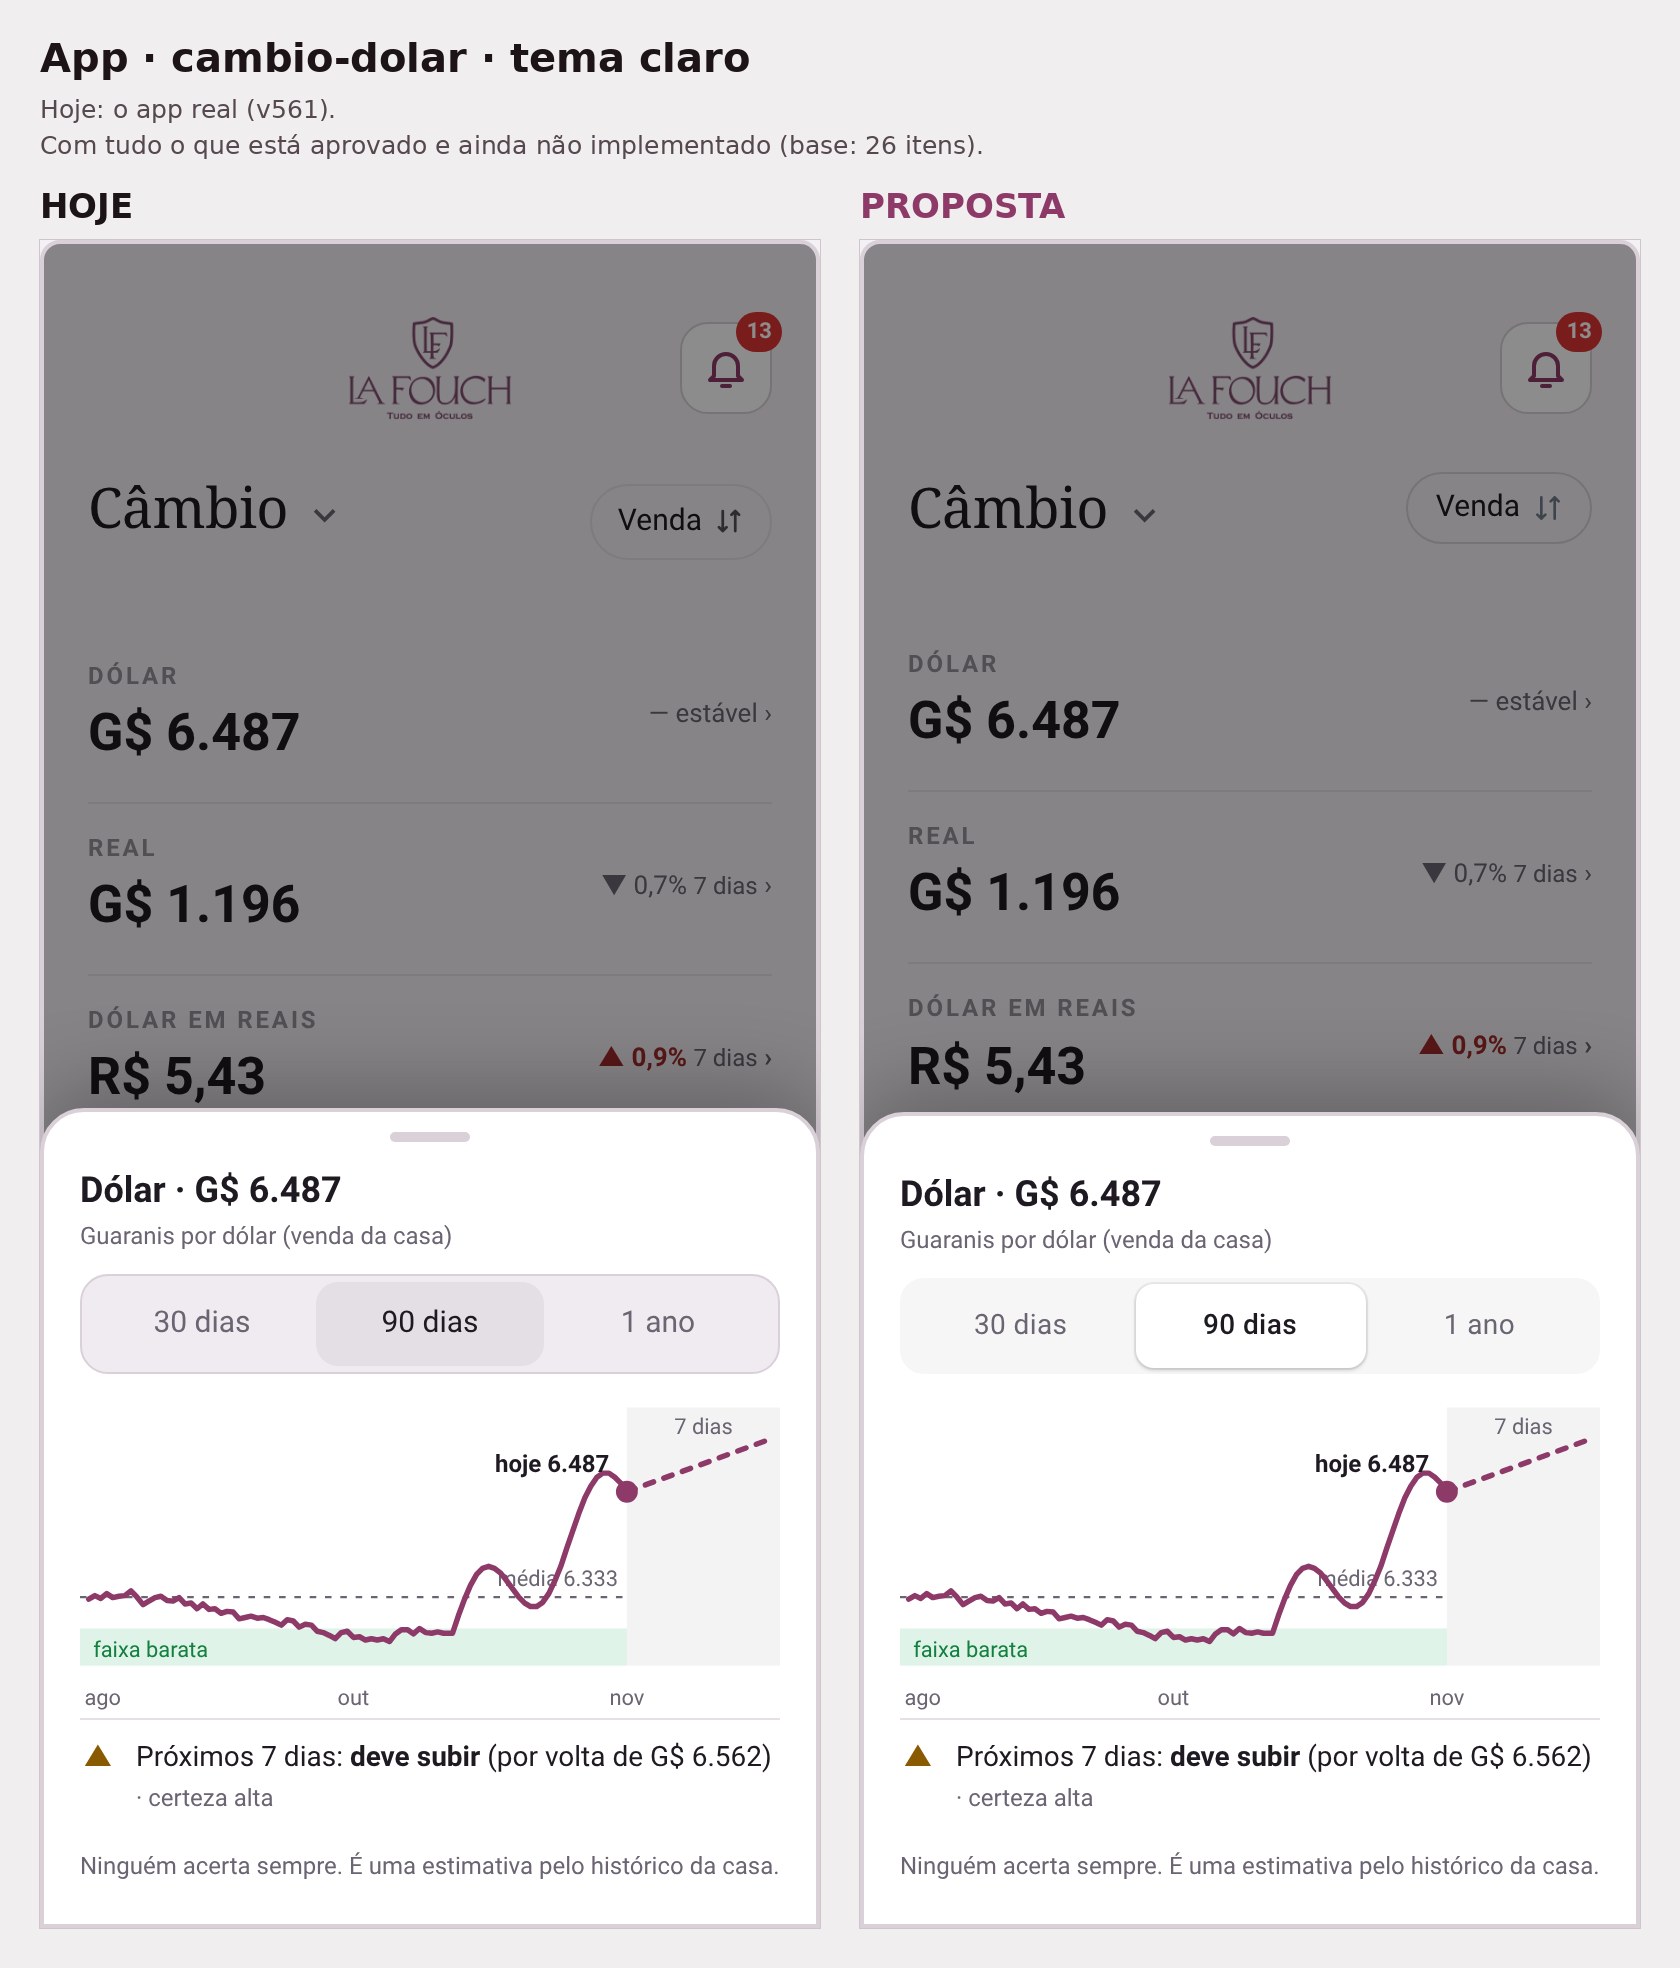 App · cambio-dolar · tema claro
Hoje: o app real (v561).
Com tudo o que está aprovado e ainda não implementado (base: 26 itens).
HOJE
LF
LA FOUCH
TUDO EM ÓCULOS
13
Câmbio
Venda
DÓLAR
G$ 6.487
— estável ›
REAL
G$ 1.196
▼ 0,7% 7 dias ›
DÓLAR EM REAIS
R$ 5,43
▲ 0,9% 7 dias ›
Dólar · G$ 6.487
Guaranis por dólar (venda da casa)
30 dias
90 dias
1 ano
7 dias
hoje 6.487
média 6.333
faixa barata
ago
out
nov
▲ Próximos 7 dias: deve subir (por volta de G$ 6.562)
· certeza alta
Ninguém acerta sempre. É uma estimativa pelo histórico da casa.
PROPOSTA
LF
LA FOUCH
TUDO EM ÓCULOS
13
Câmbio
Venda
DÓLAR
G$ 6.487
— estável ›
REAL
G$ 1.196
▼ 0,7% 7 dias ›
DÓLAR EM REAIS
R$ 5,43
▲ 0,9% 7 dias ›
Dólar · G$ 6.487
Guaranis por dólar (venda da casa)
30 dias
90 dias
1 ano
7 dias
hoje 6.487
média 6.333
faixa barata
ago
out
nov
▲ Próximos 7 dias: deve subir (por volta de G$ 6.562)
· certeza alta
Ninguém acerta sempre. É uma estimativa pelo histórico da casa.